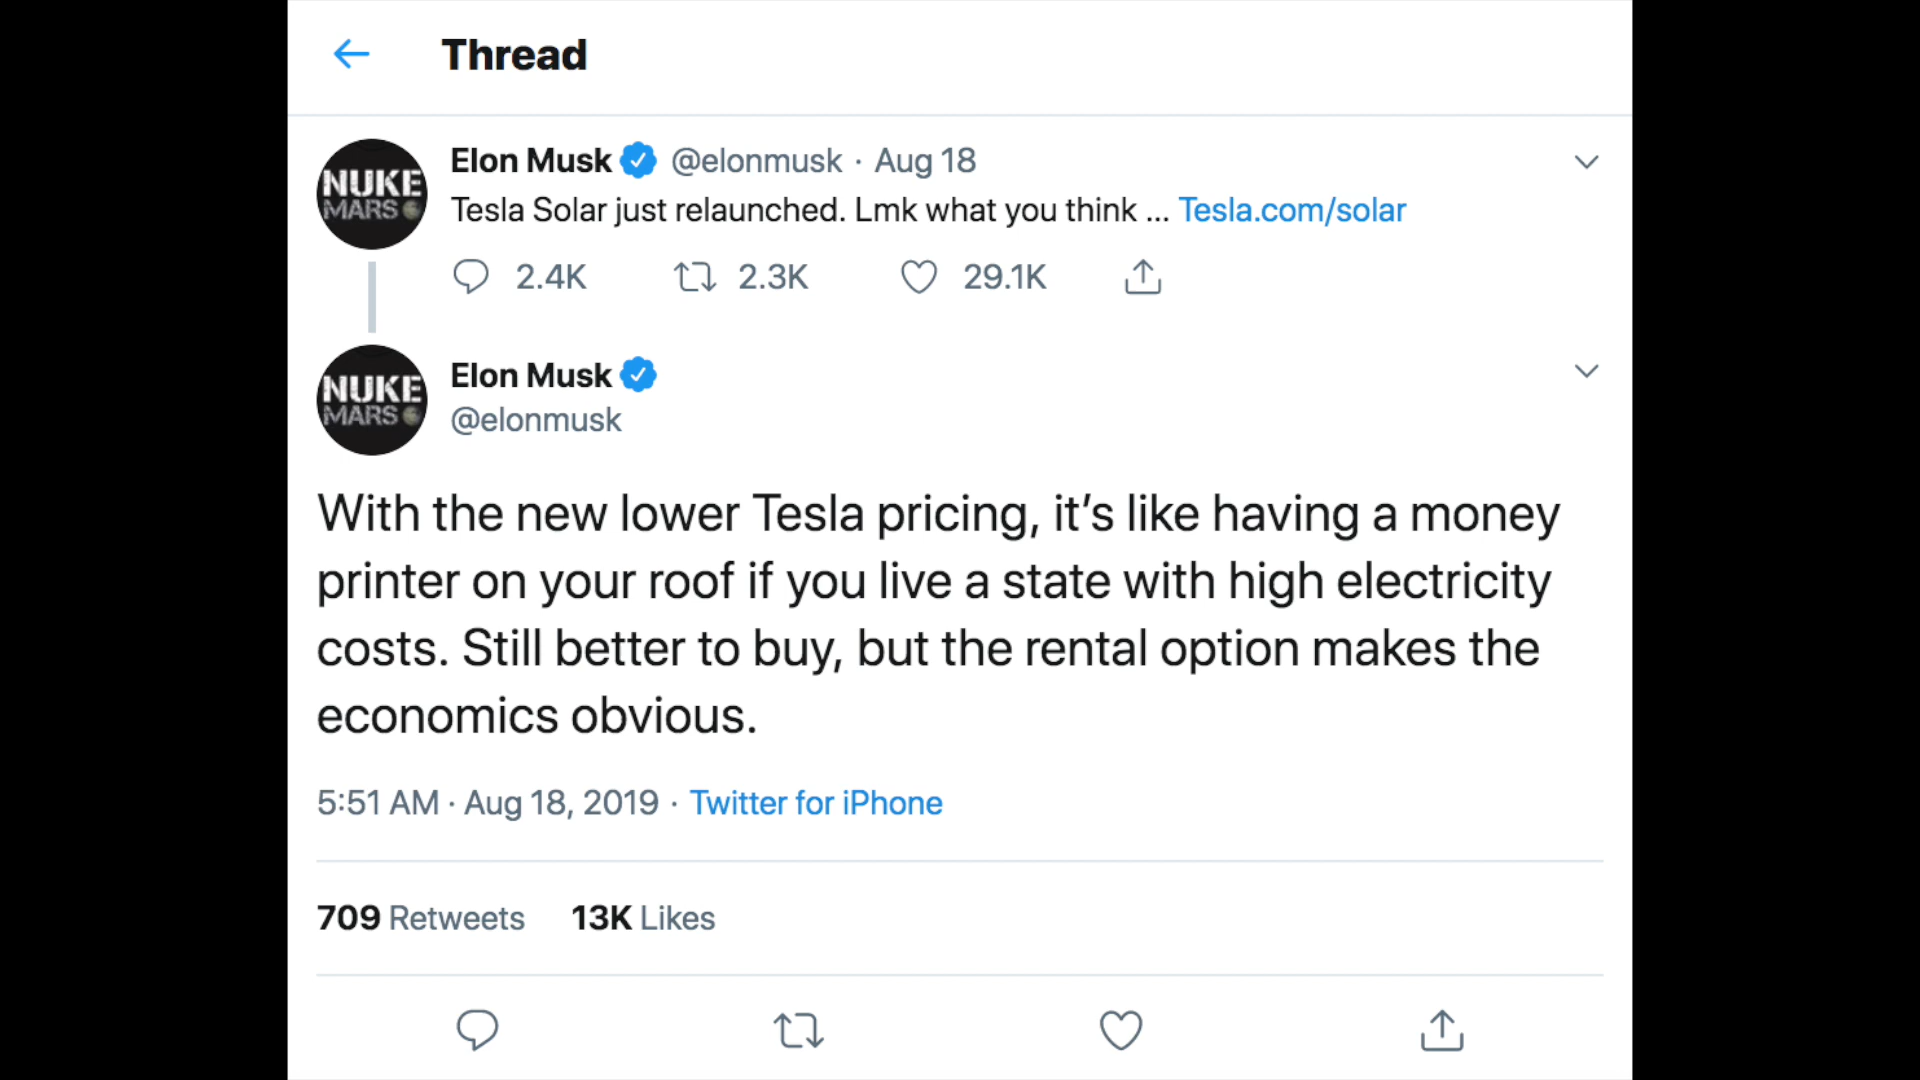 Thread
Elon Musk @elonmusk · Aug 18
Tesla Solar just relaunched. Lmk what you think ... Tesla.com/solar
2.4K 2.3K 29.1K
NUKE
MARS
Elon Musk
@elonmusk
NUKE
MARS
With the new lower Tesla pricing, it’s like having a money
printer on your roof if you live a state with high electricity
costs. Still better to buy, but the rental option makes the
economics obvious.
5:51 AM · Aug 18, 2019 · Twitter for iPhone
709 Retweets 13K Likes